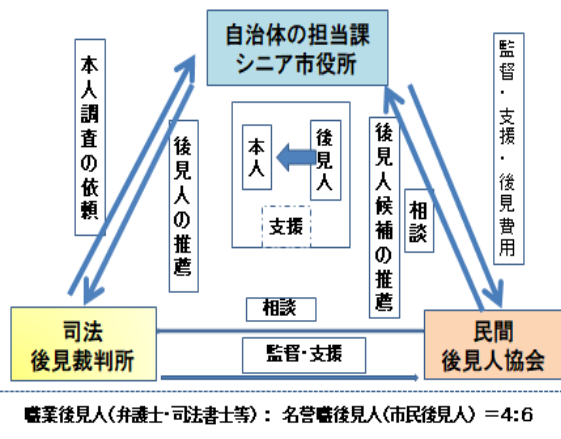 自治体の担当課
シニア市役所
本人調査の依頼
後見人の推薦
本人
後見人
支援
後見人候補の推薦
相談
監督・支援・後見費用
司法
後見裁判所
相談
監督・支援
民間
後見人協会
職業後見人(弁護士・司法書士等)： 名誉職後見人(市民後見人) ＝4:6